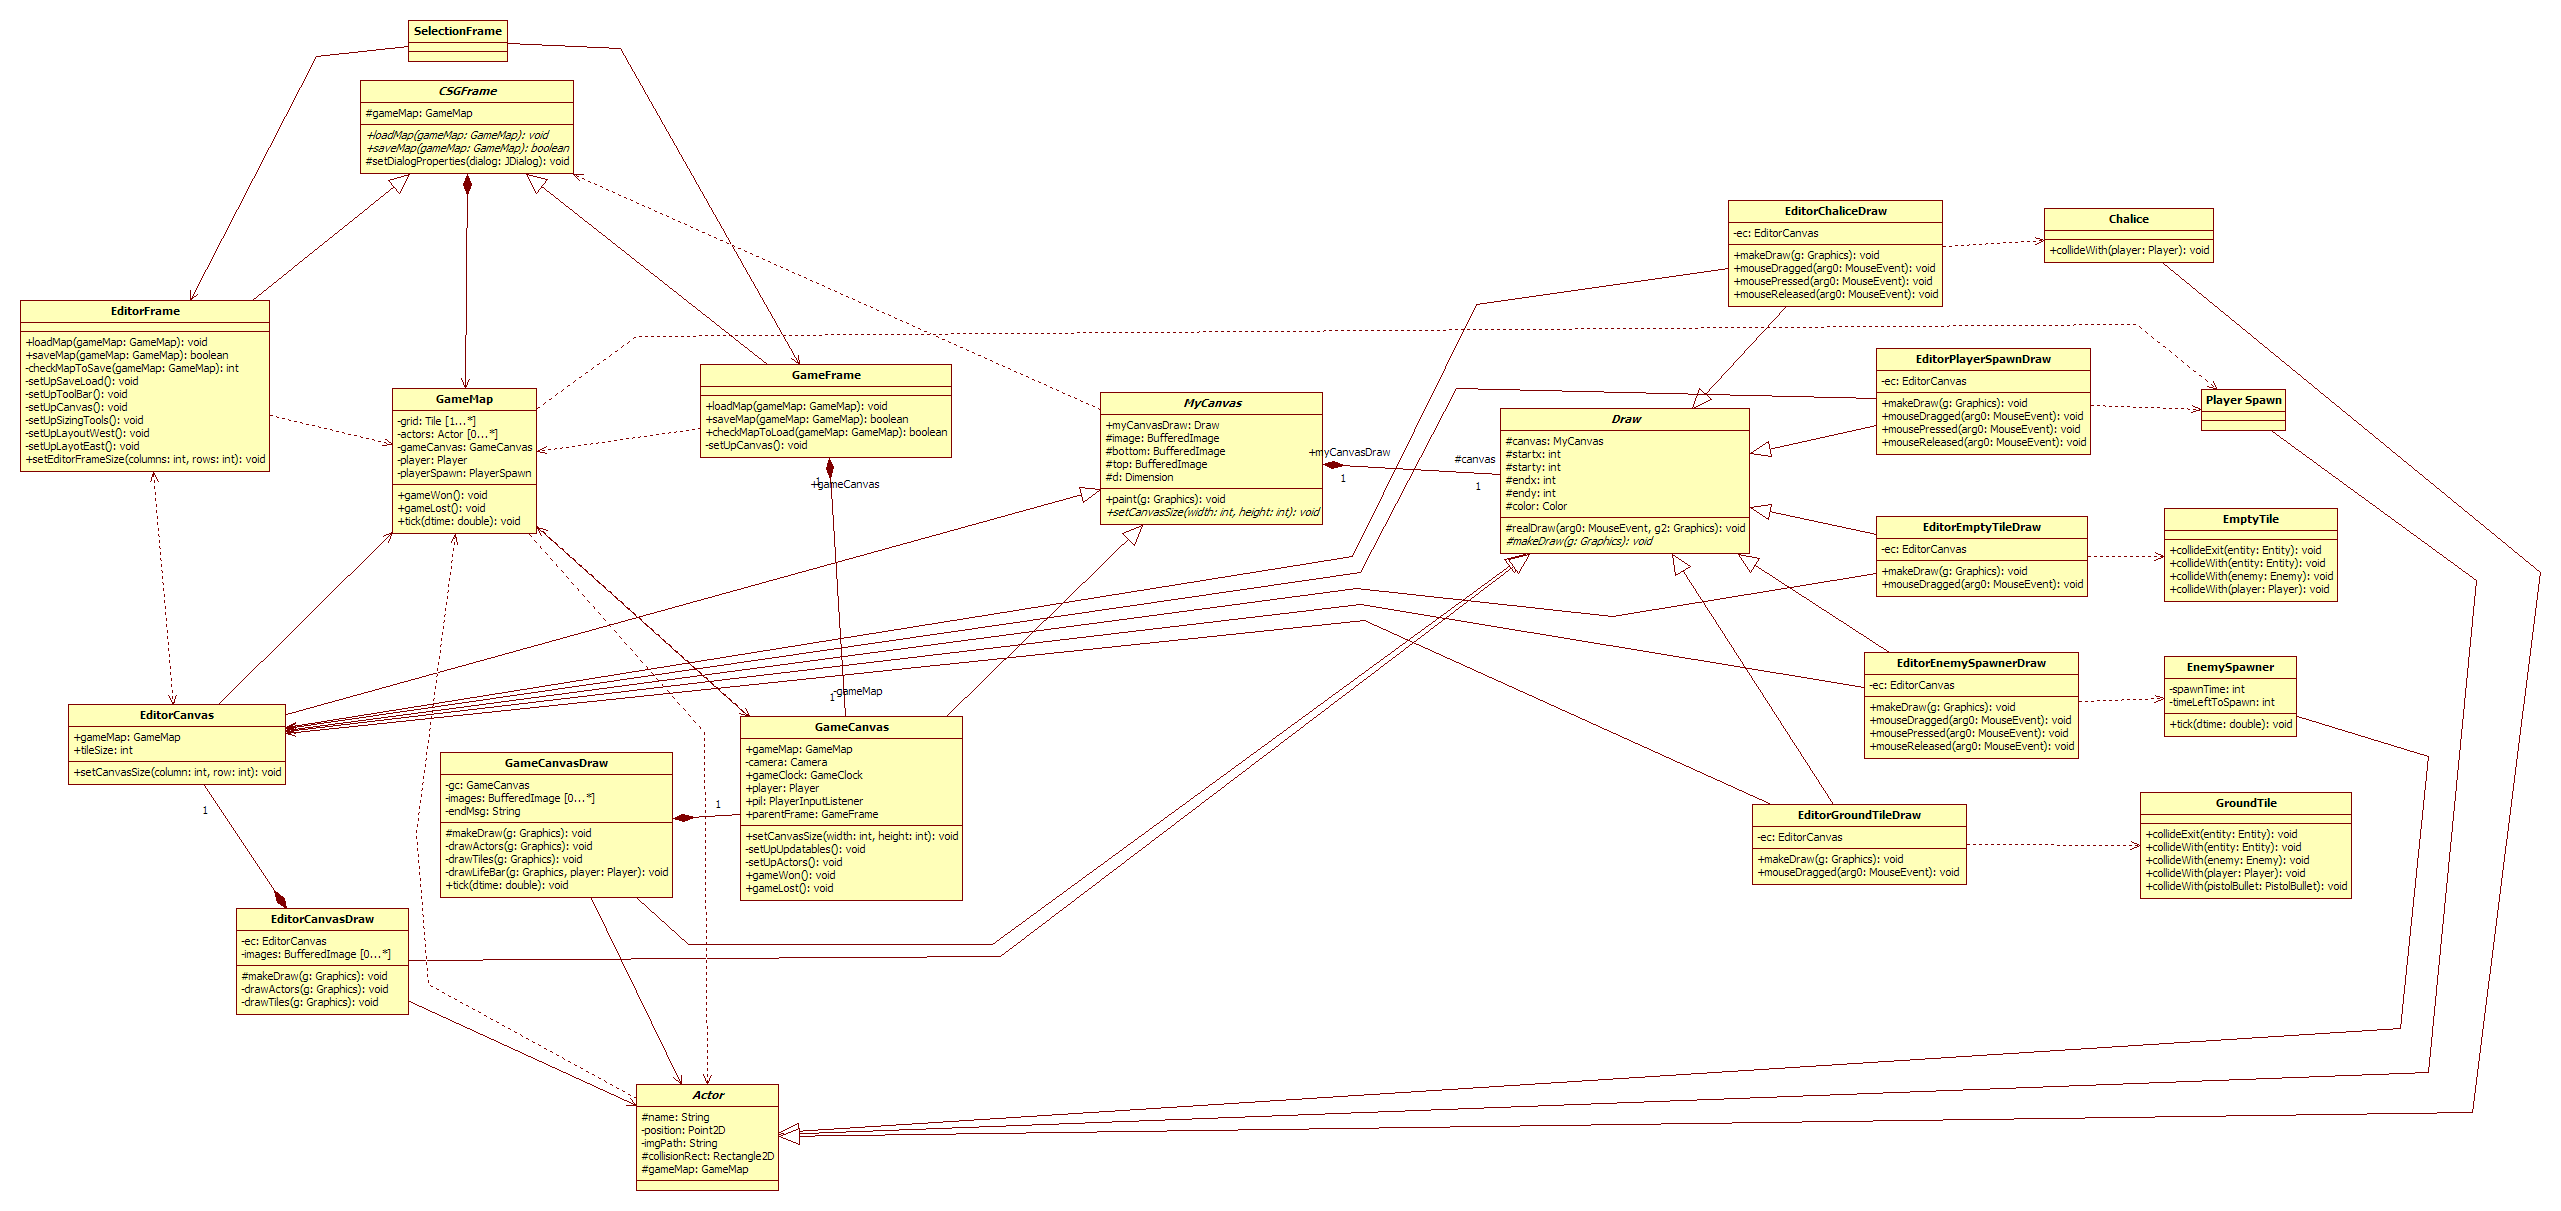 SelectionFrame
CSGFrame
#gameMap: GameMap
+loadMap(gameMap: GameMap): void
+saveMap(gameMap: GameMap): boolean
#setDialogProperties(dialog: JDialog): void
EditorFrame
+loadMap(gameMap: GameMap): void
+saveMap(gameMap: GameMap): boolean
-checkMapToSave(gameMap: GameMap): int
-setUpSaveLoad(): void
-setUpToolBar(): void
-setUpCanvas(): void
-setUpSizingTools(): void
-setUpLayoutWest(): void
-setUpLayotEast(): void
+setEditorFrameSize(columns: int, rows: int): void
GameMap
-grid: Tile [1...*]
-actors: Actor [0...*]
-gameCanvas: GameCanvas
-player: Player
-playerSpawn: PlayerSpawn
+gameWon(): void
+gameLost(): void
+tick(dtime: double): void
GameFrame
+loadMap(gameMap: GameMap): void
+saveMap(gameMap: GameMap): boolean
+checkMapToLoad(gameMap: GameMap): boolean
-setUpCanvas(): void
1
+gameCanvas
-gameMap
1
MyCanvas
+myCanvasDraw: Draw
#image: BufferedImage
#bottom: BufferedImage
#top: BufferedImage
#d: Dimension
+paint(g: Graphics): void
+setCanvasSize(width: int, height: int): void
+myCanvasDraw
1
#canvas
1
Draw
#canvas: MyCanvas
#startx: int
#starty: int
#endx: int
#endy: int
#color: Color
#realDraw(arg0: MouseEvent, g2: Graphics): void
#makeDraw(g: Graphics): void
EditorChaliceDraw
-ec: EditorCanvas
+makeDraw(g: Graphics): void
+mouseDragged(arg0: MouseEvent): void
+mousePressed(arg0: MouseEvent): void
+mouseReleased(arg0: MouseEvent): void
Chalice
+collideWith(player: Player): void
EditorPlayerSpawnDraw
-ec: EditorCanvas
+makeDraw(g: Graphics): void
+mouseDragged(arg0: MouseEvent): void
+mousePressed(arg0: MouseEvent): void
+mouseReleased(arg0: MouseEvent): void
Player Spawn
EditorEmptyTileDraw
-ec: EditorCanvas
+makeDraw(g: Graphics): void
+mouseDragged(arg0: MouseEvent): void
EmptyTile
+collideExit(entity: Entity): void
+collideWith(entity: Entity): void
+collideWith(enemy: Enemy): void
+collideWith(player: Player): void
EditorEnemySpawnerDraw
-ec: EditorCanvas
+makeDraw(g: Graphics): void
+mouseDragged(arg0: MouseEvent): void
+mousePressed(arg0: MouseEvent): void
+mouseReleased(arg0: MouseEvent): void
EnemySpawner
-spawnTime: int
-timeLeftToSpawn: int
+tick(dtime: double): void
EditorGroundTileDraw
-ec: EditorCanvas
+makeDraw(g: Graphics): void
+mouseDragged(arg0: MouseEvent): void
GroundTile
+collideExit(entity: Entity): void
+collideWith(entity: Entity): void
+collideWith(enemy: Enemy): void
+collideWith(player: Player): void
+collideWith(pistolBullet: PistolBullet): void
EditorCanvas
+gameMap: GameMap
+tileSize: int
+setCanvasSize(column: int, row: int): void
1
GameCanvasDraw
-gc: GameCanvas
-images: BufferedImage [0...*]
-endMsg: String
#makeDraw(g: Graphics): void
-drawActors(g: Graphics): void
-drawTiles(g: Graphics): void
-drawLifeBar(g: Graphics, player: Player): void
+tick(dtime: double): void
1
GameCanvas
+gameMap: GameMap
-camera: Camera
+gameClock: GameClock
+player: Player
+pil: PlayerInputListener
+parentFrame: GameFrame
+setCanvasSize(width: int, height: int): void
-setUpUpdatables(): void
-setUpActors(): void
+gameWon(): void
+gameLost(): void
EditorCanvasDraw
-ec: EditorCanvas
-images: BufferedImage [0...*]
#makeDraw(g: Graphics): void
-drawActors(g: Graphics): void
-drawTiles(g: Graphics): void
Actor
#name: String
-position: Point2D
-imgPath: String
#collisionRect: Rectangle2D
#gameMap: GameMap